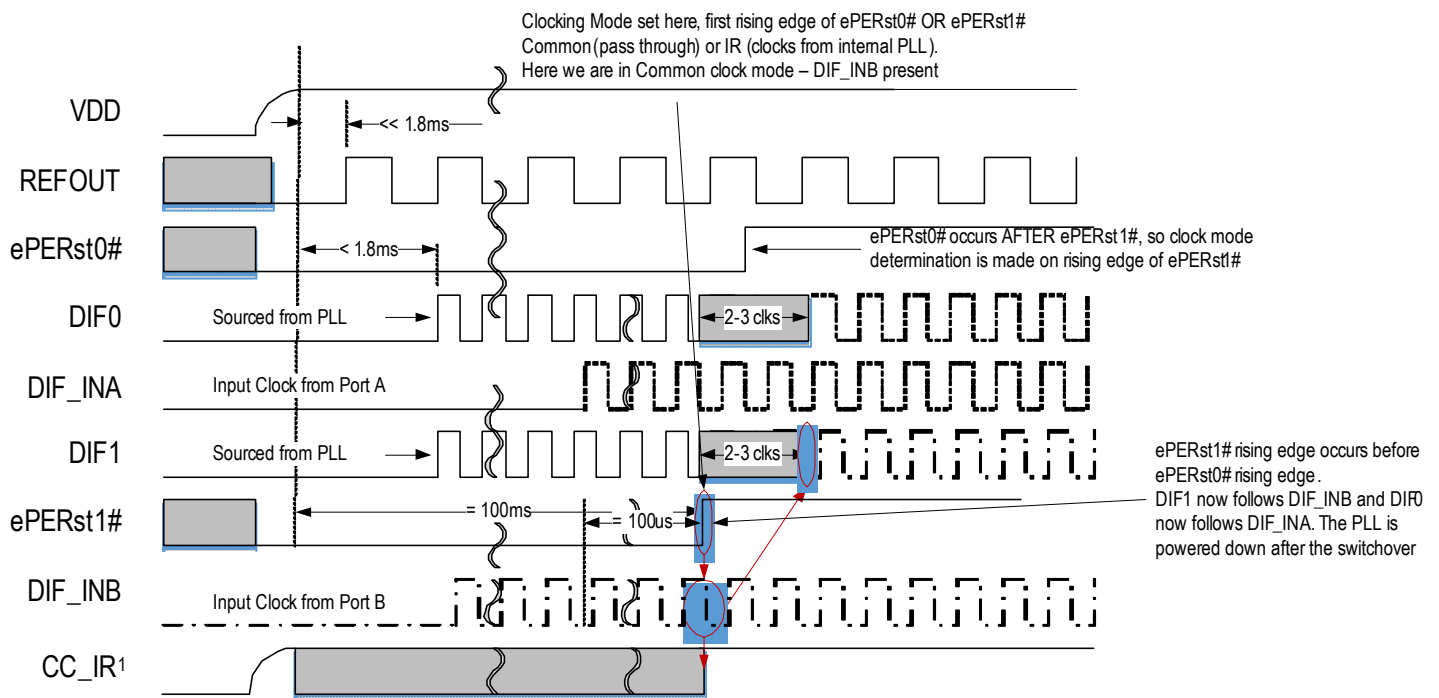 Clocking Mode set here, first rising edge of ePERst0# OR ePERst1#
Common (pass through) or IR (clocks from internal PLL).
Here we are in Common clock mode – DIF_INB present
VDD
<< 1.8ms
REFOUT
ePERst0#
< 1.8ms
ePERst0# occurs AFTER ePERst1#, so clock mode
determination is made on rising edge of ePERst1#
DIF0
Sourced from PLL
2-3 clks
DIF_INA
Input Clock from Port A
DIF1
Sourced from PLL
2-3 clks
ePERst1# rising edge occurs before
ePERst0# rising edge.
DIF1 now follows DIF_INB and DIF0
now follows DIF_INA. The PLL is
powered down after the switchover
ePERst1#
= 100ms
= 100us
DIF_INB
Input Clock from Port B
CC_IR¹